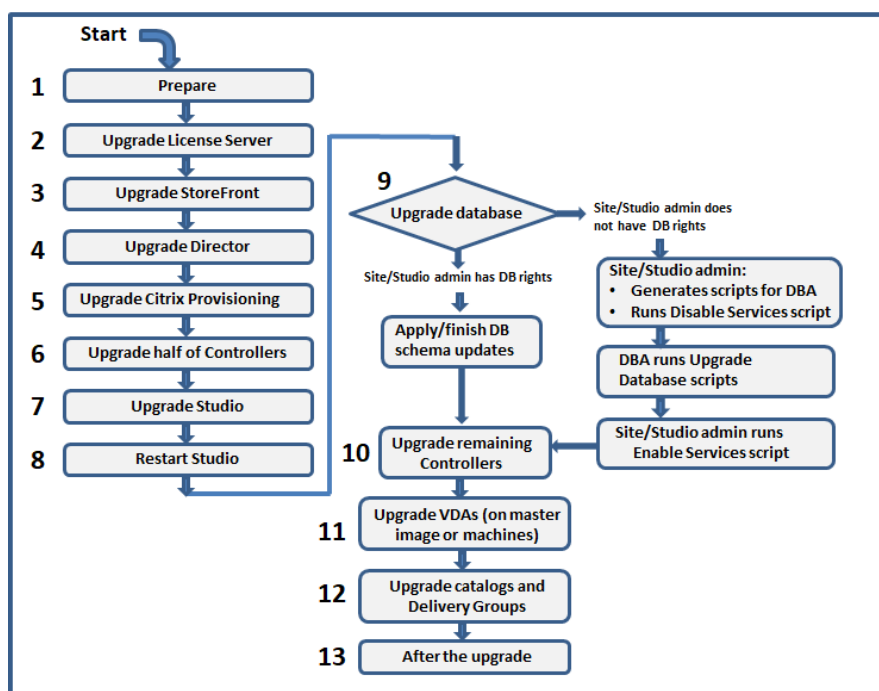 Start
1
Prepare
2
Upgrade License Server
3
Upgrade StoreFront
4
Upgrade Director
5
Upgrade Citrix Provisioning
6
Upgrade half of Controllers
7
Upgrade Studio
8
Restart Studio
9
Upgrade database
Site/Studio admin does
not have DB rights
Site/Studio admin has DB rights
Site/Studio admin:
• Generates scripts for DBA
• Runs Disable Services script
Apply/finish DB
schema updates
DBA runs Upgrade
Database scripts
Site/Studio admin runs
Enable Services script
10
Upgrade remaining
Controllers
11
Upgrade VDAs (on master
image or machines)
12
Upgrade catalogs and
Delivery Groups
13
After the upgrade